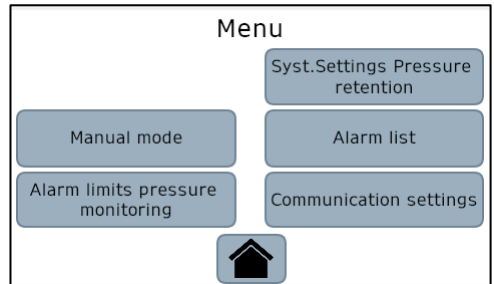 Menu
Syst.Settings Pressure
retention
Manual mode
Alarm list
Alarm limits pressure
monitoring
Communication settings